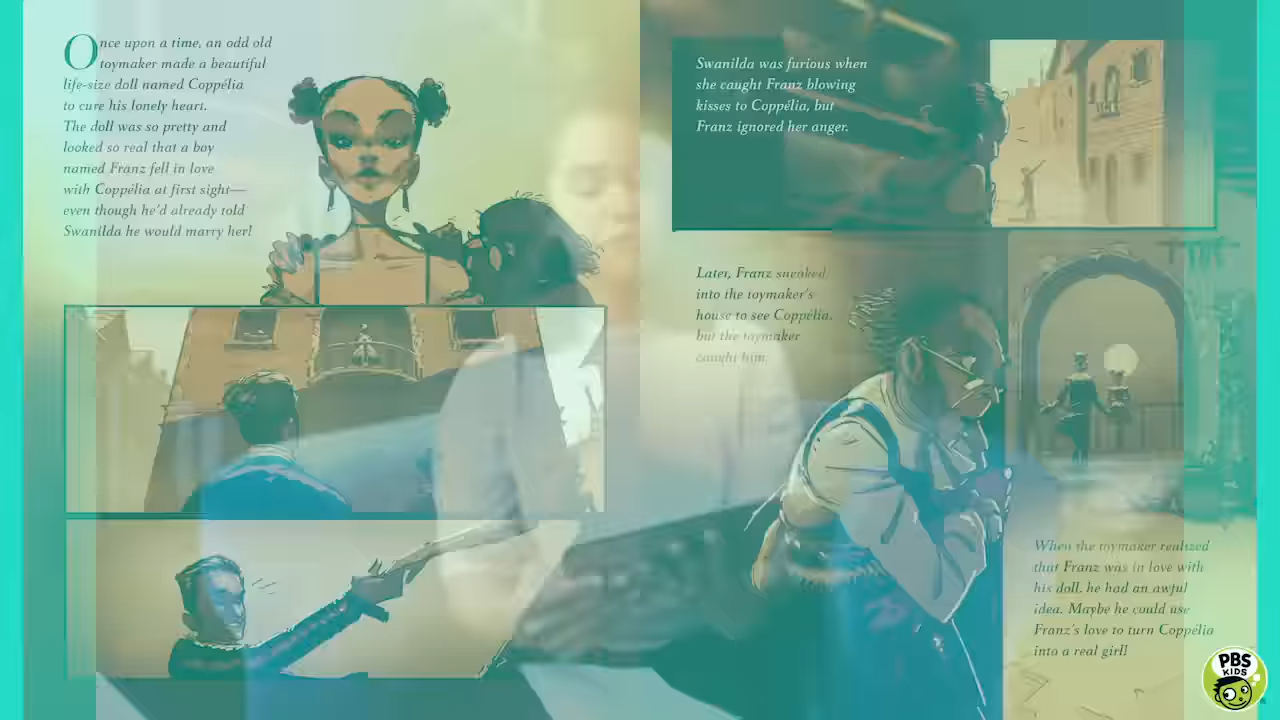 Once upon a time, an odd old
toymaker made a beautiful
life-size doll named Coppélia
to cure his lonely heart.
The doll was so pretty and
looked so real that a boy
named Franz fell in love
with Coppélia at first sight—
even though he'd already told
Swanilda he would marry her!
Swanilda was furious when
she caught Franz blowing
kisses to Coppélia, but
Franz ignored her anger.
Later, Franz sneaked
into the toymaker's
house to see Coppélia,
but the toymaker
caught him.
When the toymaker realized
that Franz was in love with
his doll, he had an awful
idea. Maybe he could use
Franz's love to turn Coppélia
into a real girl!
PBS
KIDS